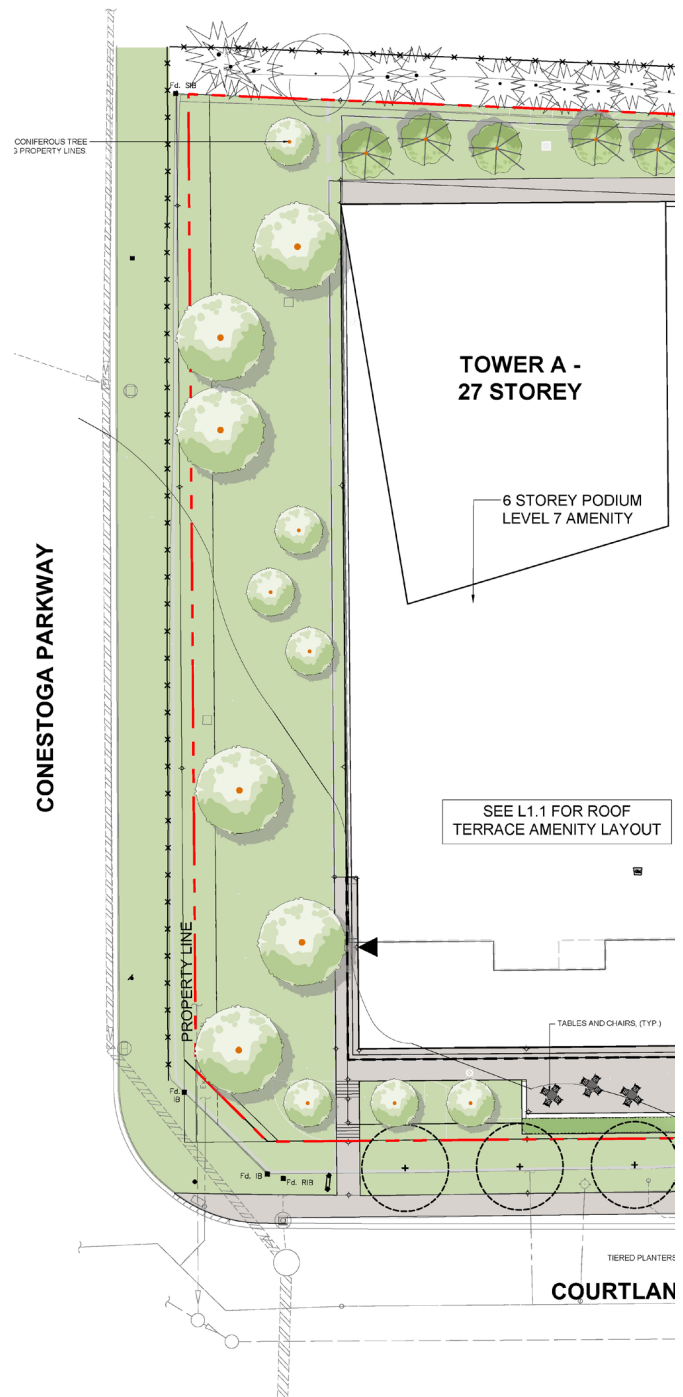 Fd. SIB
CONIFEROUS TREE
G PROPERTY LINES.
TOWER A -
27 STOREY
6 STOREY PODIUM
LEVEL 7 AMENITY
CONESTOGA PARKWAY
SEE L1.1 FOR ROOF
TERRACE AMENITY LAYOUT
PROPERTY LINE
TABLES AND CHAIRS, (TYP.)
Fd.
IB
Fd. IB
Fd. RIB
TIERED PLANTERS
COURTLAN